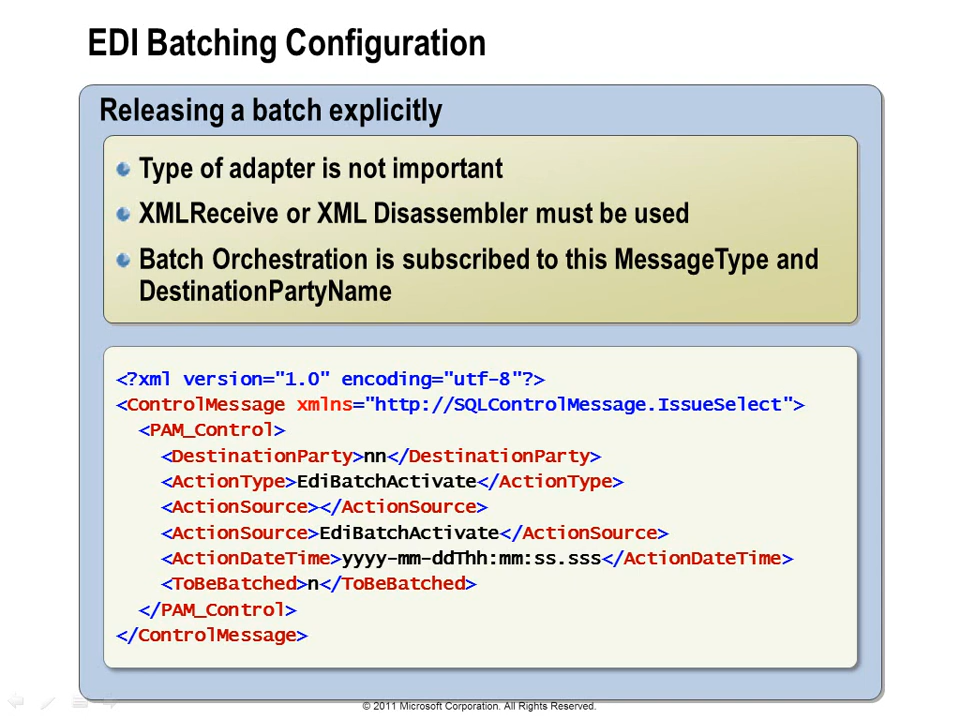 EDI Batching Configuration
Releasing a batch explicitly
Type of adapter is not important
XMLReceive or XML Disassembler must be used
Batch Orchestration is subscribed to this MessageType and
DestinationPartyName
<?xml version="1.0" encoding="utf-8"?>
<ControlMessage xmlns="http://SQLControlMessage.IssueSelect">
<PAM_Control>
<DestinationParty>nn</DestinationParty>
<ActionType>EdiBatchActivate</ActionType>
<ActionSource></ActionSource>
<ActionSource>EdiBatchActivate</ActionSource>
<ActionDateTime>yyyy-mm-ddThh:mm:ss.sss</ActionDateTime>
<ToBeBatched>n</ToBeBatched>
</PAM_Control>
</ControlMessage>
© 2011 Microsoft Corporation. All Rights Reserved.